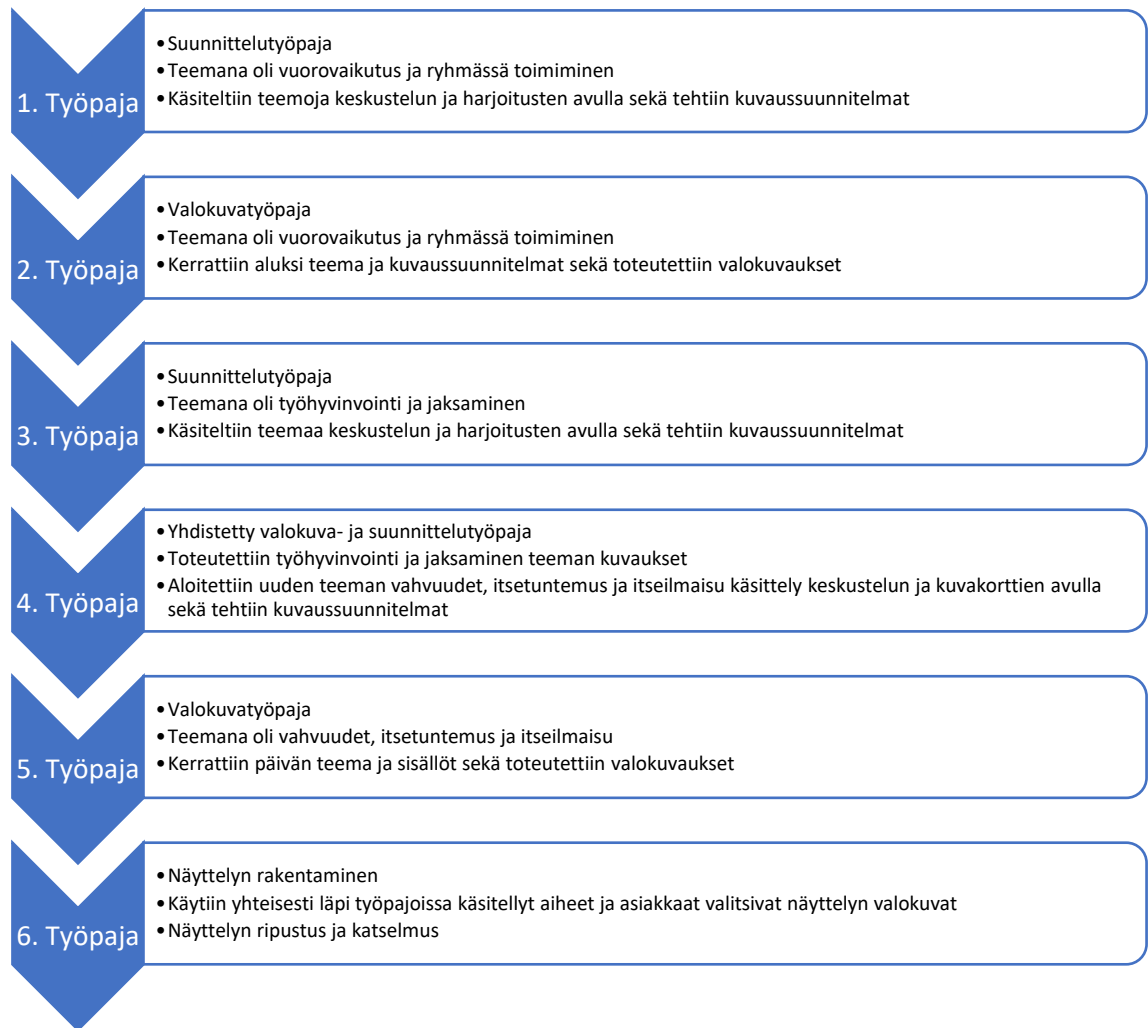 1. Työpaja
•Suunnittelutyöpaja
•Teemana oli vuorovaikutus ja ryhmässä toimiminen
•Käsiteltiin teemoja keskustelun ja harjoitusten avulla sekä tehtiin kuvaussuunnitelmat
2. Työpaja
•Valokuvatyöpaja
•Teemana oli vuorovaikutus ja ryhmässä toimiminen
•Kerrattiin aluksi teema ja kuvaussuunnitelmat sekä toteutettiin valokuvaukset
3. Työpaja
•Suunnittelutyöpaja
•Teemana oli työhyvinvointi ja jaksaminen
•Käsiteltiin teemaa keskustelun ja harjoitusten avulla sekä tehtiin kuvaussuunnitelmat
4. Työpaja
•Yhdistetty valokuva- ja suunnittelutyöpaja
•Toteutettiin työhyvinvointi ja jaksaminen teeman kuvaukset
•Aloitettiin uuden teeman vahvuudet, itsetuntemus ja itseilmaisu käsittely keskustelun ja kuvakorttien avulla
sekä tehtiin kuvaussuunnitelmat
5. Työpaja
•Valokuvatyöpaja
•Teemana oli vahvuudet, itsetuntemus ja itseilmaisu
•Kerrattiin päivän teema ja sisällöt sekä toteutettiin valokuvaukset
6. Työpaja
•Näyttelyn rakentaminen
•Käytiin yhteisesti läpi työpajoissa käsitellyt aiheet ja asiakkaat valitsivat näyttelyn valokuvat
•Näyttelyn ripustus ja katselmus